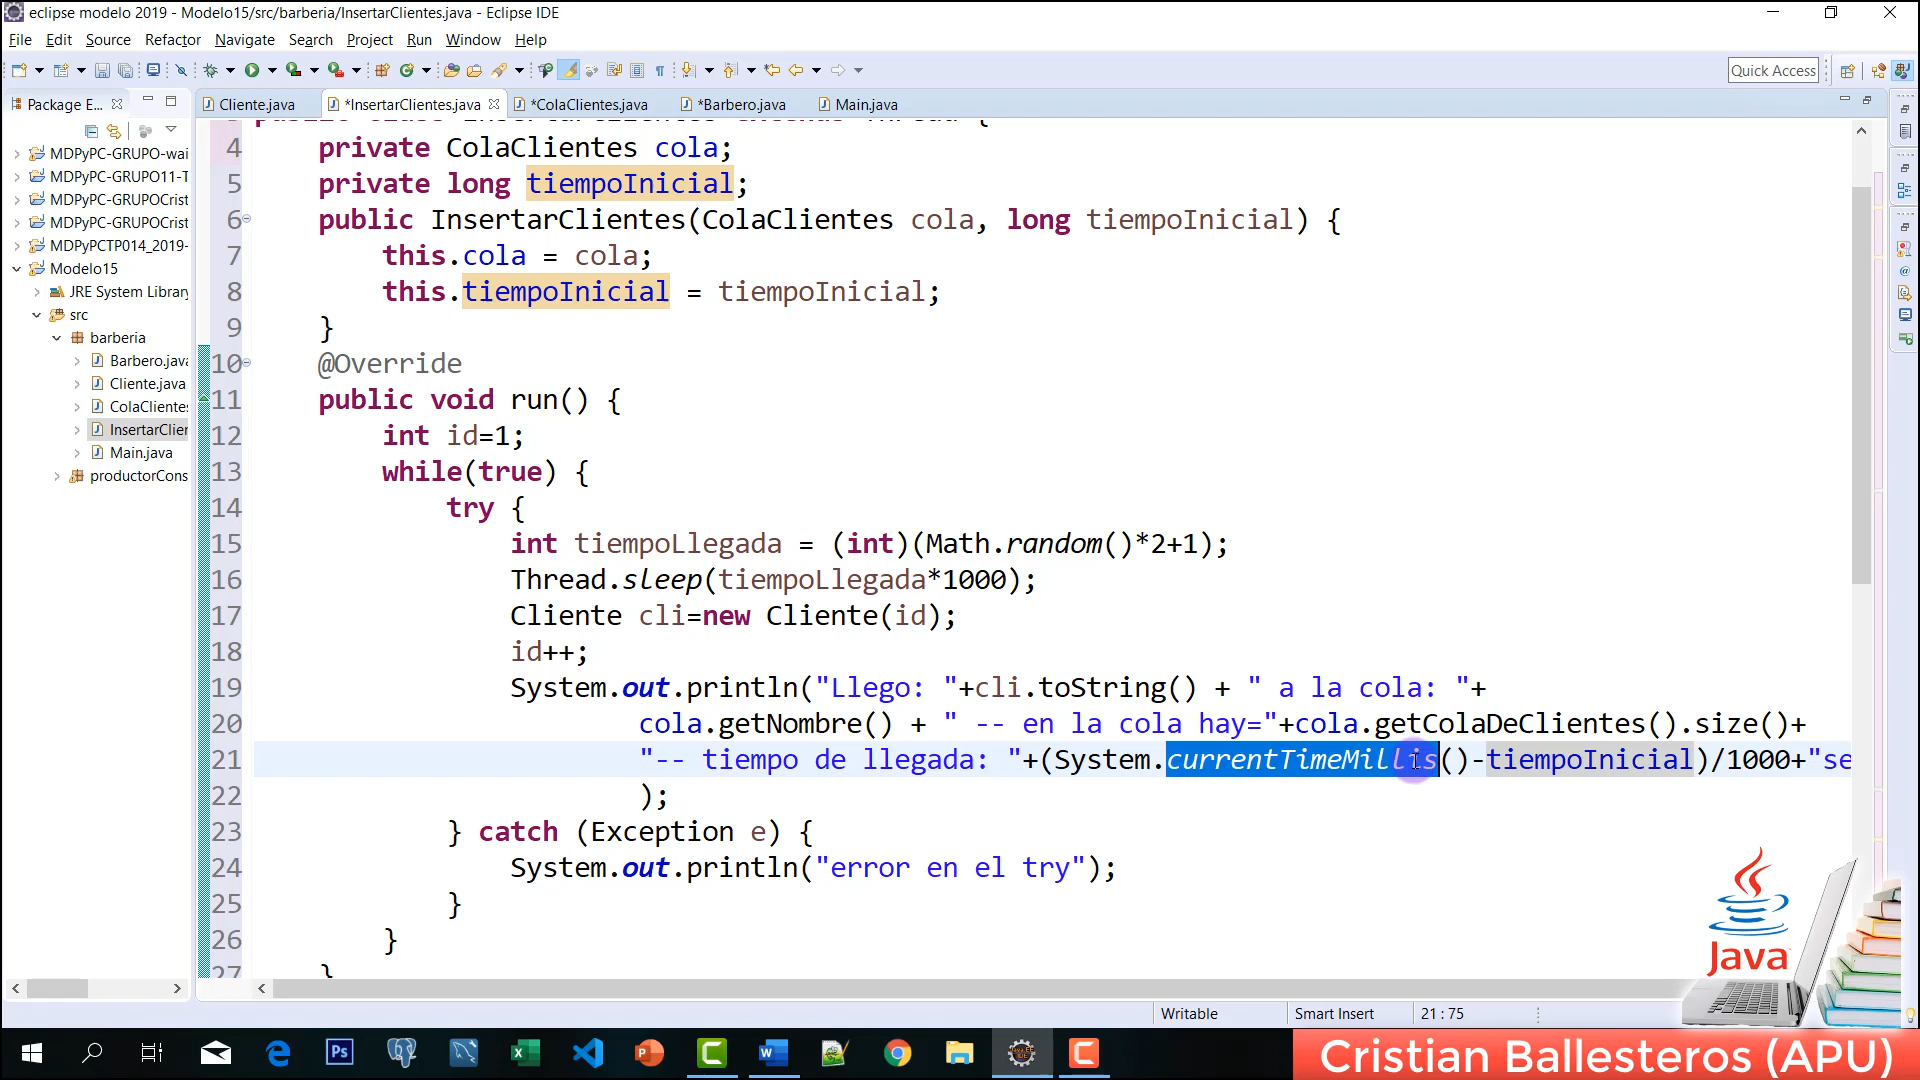 eclipse modelo 2019 - Modelo15/src/barberia/InsertarClientes.java - Eclipse IDE
File Edit Source Refactor Navigate Search Project Run Window Help
Quick Access
Package E...
Cliente.java *InsertarClientes.java *ColaClientes.java *Barbero.java Main.java
MDPyPC-GRUPO-wai
MDPyPC-GRUPO11-T
MDPyPC-GRUPOCrist
MDPyPC-GRUPOCrist
MDPyPCTP014_2019-
Modelo15
JRE System Library
src
barberia
Barbero.java
Cliente.java
ColaClientes
InsertarClier
Main.java
productorCons
4 private ColaClientes cola;
5 private long tiempoInicial;
6 public InsertarClientes(ColaClientes cola, long tiempoInicial) {
7 this.cola = cola;
8 this.tiempoInicial = tiempoInicial;
9 }
10 @Override
11 public void run() {
12 int id=1;
13 while(true) {
14 try {
15 int tiempoLlegada = (int)(Math.random()*2+1);
16 Thread.sleep(tiempoLlegada*1000);
17 Cliente cli=new Cliente(id);
18 id++;
19 System.out.println("Llego: "+cli.toString() + " a la cola: "+
20 cola.getNombre() + " -- en la cola hay="+cola.getColaDeClientes().size()+
21 "-- tiempo de llegada: "+(System.currentTimeMillis()-tiempoInicial)/1000+"se
22 );
23 } catch (Exception e) {
24 System.out.println("error en el try");
25 }
26 }
27 }
Writable Smart Insert 21 : 75
Java
Cristian Ballesteros (APU)